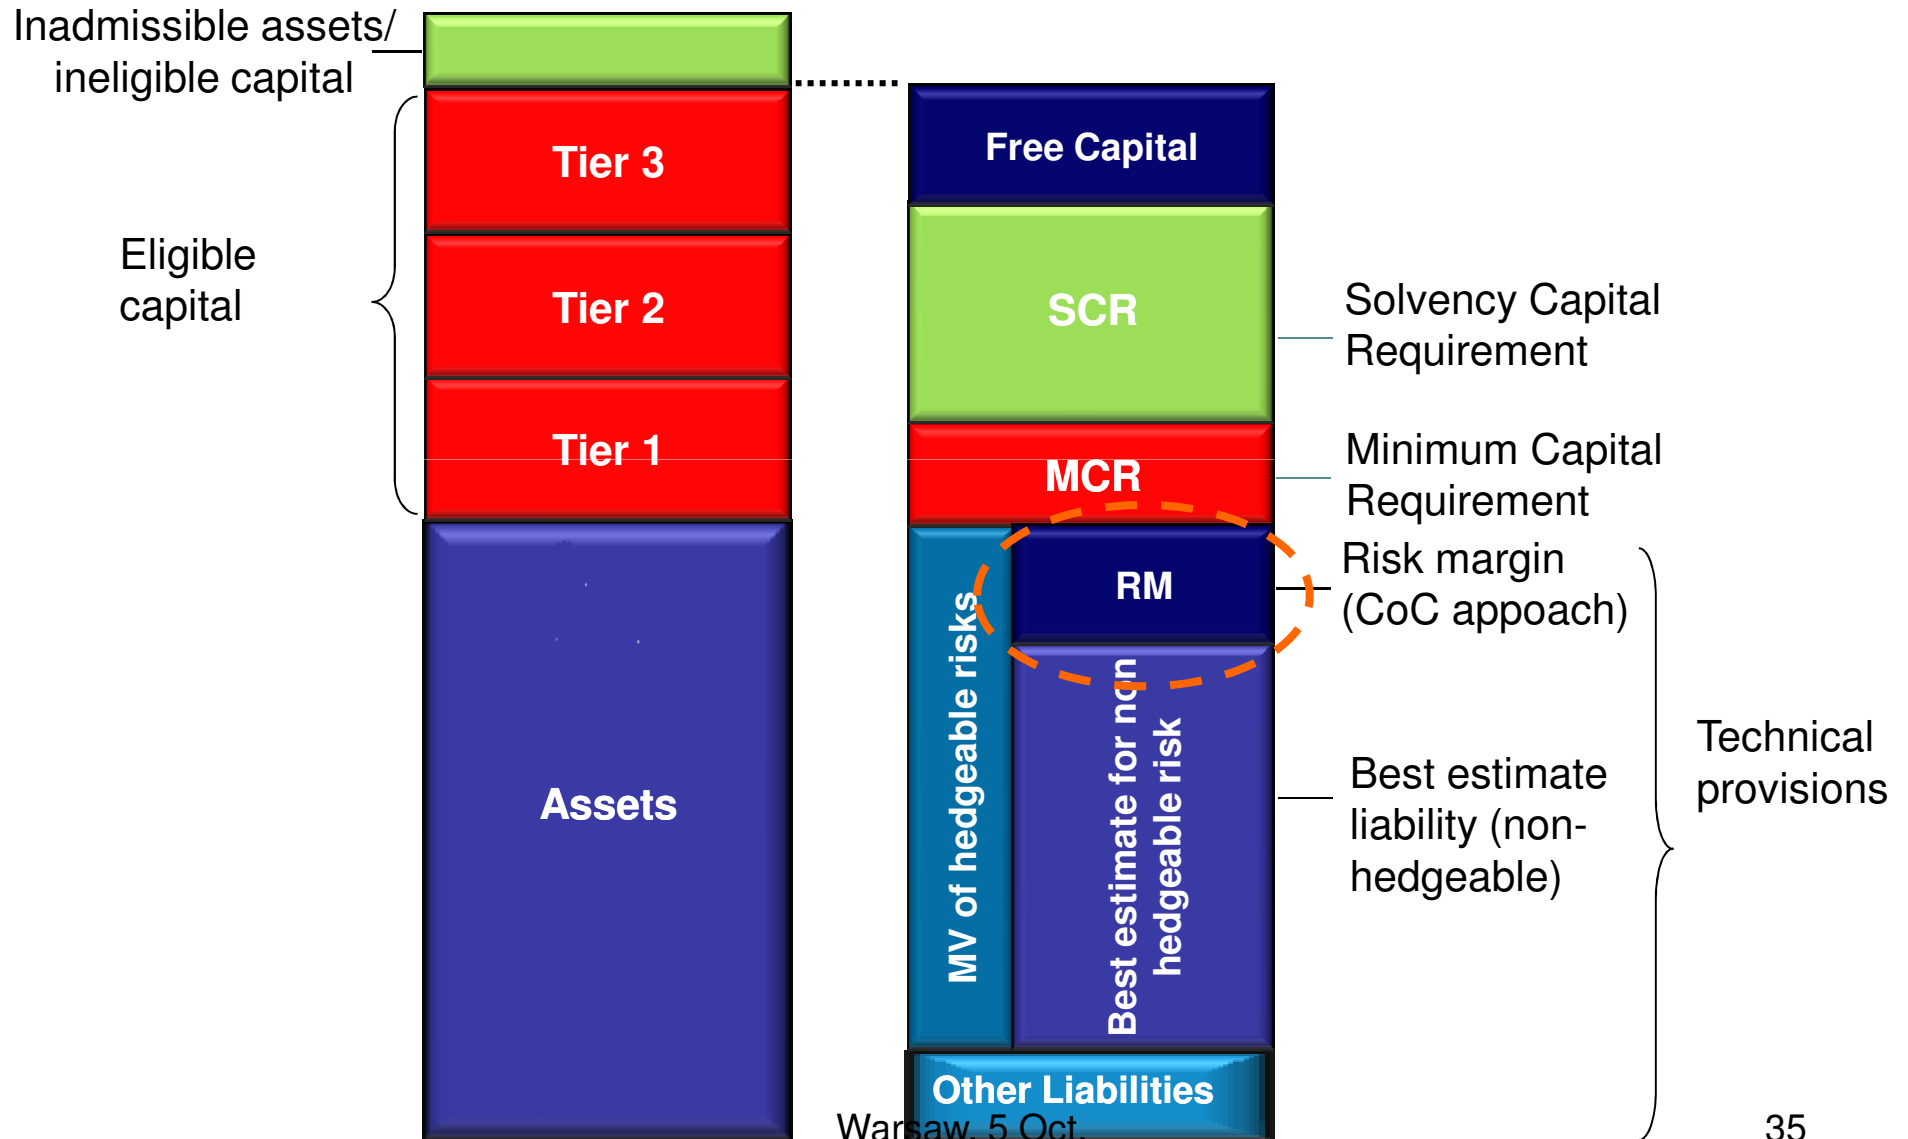 Inadmissible assets/
ineligible capital
Tier 3
Tier 2
Tier 1
Eligible
capital
Assets
Free Capital
SCR
MCR
RM
MV of hedgeable risks
Best estimate for non
hedgeable risk
Other Liabilities
Solvency Capital
Requirement
Minimum Capital
Requirement
Risk margin
(CoC appoach)
Best estimate
liability (non-
hedgeable)
Technical
provisions
Warsaw, 5 Oct.
35